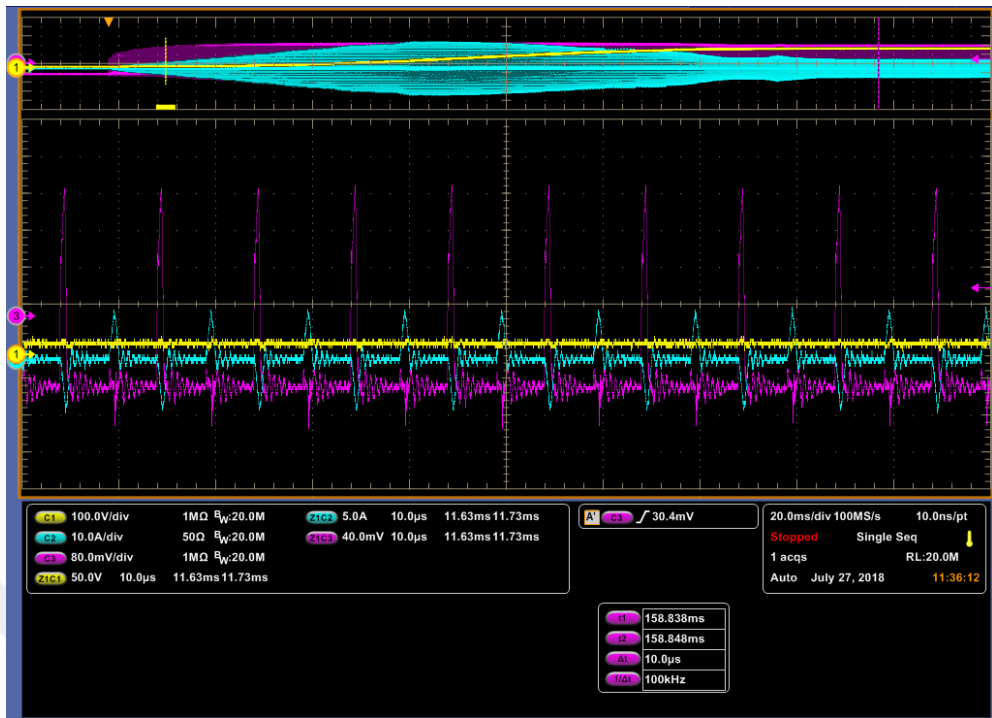 1
3
1
C1 100.0V/div 1MΩ BW:20.0M
C2 10.0A/div 50Ω BW:20.0M
C3 80.0mV/div 1MΩ BW:20.0M
Z1C1 50.0V 10.0µs 11.63ms 11.73ms
Z1C2 5.0A 10.0µs 11.63ms 11.73ms
Z1C3 40.0mV 10.0µs 11.63ms 11.73ms
A' C3 30.4mV
20.0ms/div 100MS/s 10.0ns/pt
Stopped Single Seq
1 acqs RL:20.0M
Auto July 27, 2018 11:36:12
t1 158.838ms
t2 158.848ms
Δt 10.0µs
1/Δt 100kHz